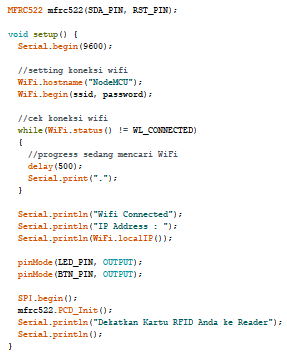 MFRC522 mfrc522(SDA_PIN, RST_PIN);
void setup() {
Serial.begin(9600);
//setting koneksi wifi
WiFi.hostname("NodeMCU");
WiFi.begin(ssid, password);
//cek koneksi wifi
while(WiFi.status() != WL_CONNECTED)
{
//progress sedang mencari WiFi
delay(500);
Serial.print(".");
}
Serial.println("Wifi Connected");
Serial.println("IP Address : ");
Serial.println(WiFi.localIP());
pinMode(LED_PIN, OUTPUT);
pinMode(BTN_PIN, OUTPUT);
SPI.begin();
mfrc522.PCD_Init();
Serial.println("Dekatkan Kartu RFID Anda ke Reader");
Serial.println();
}